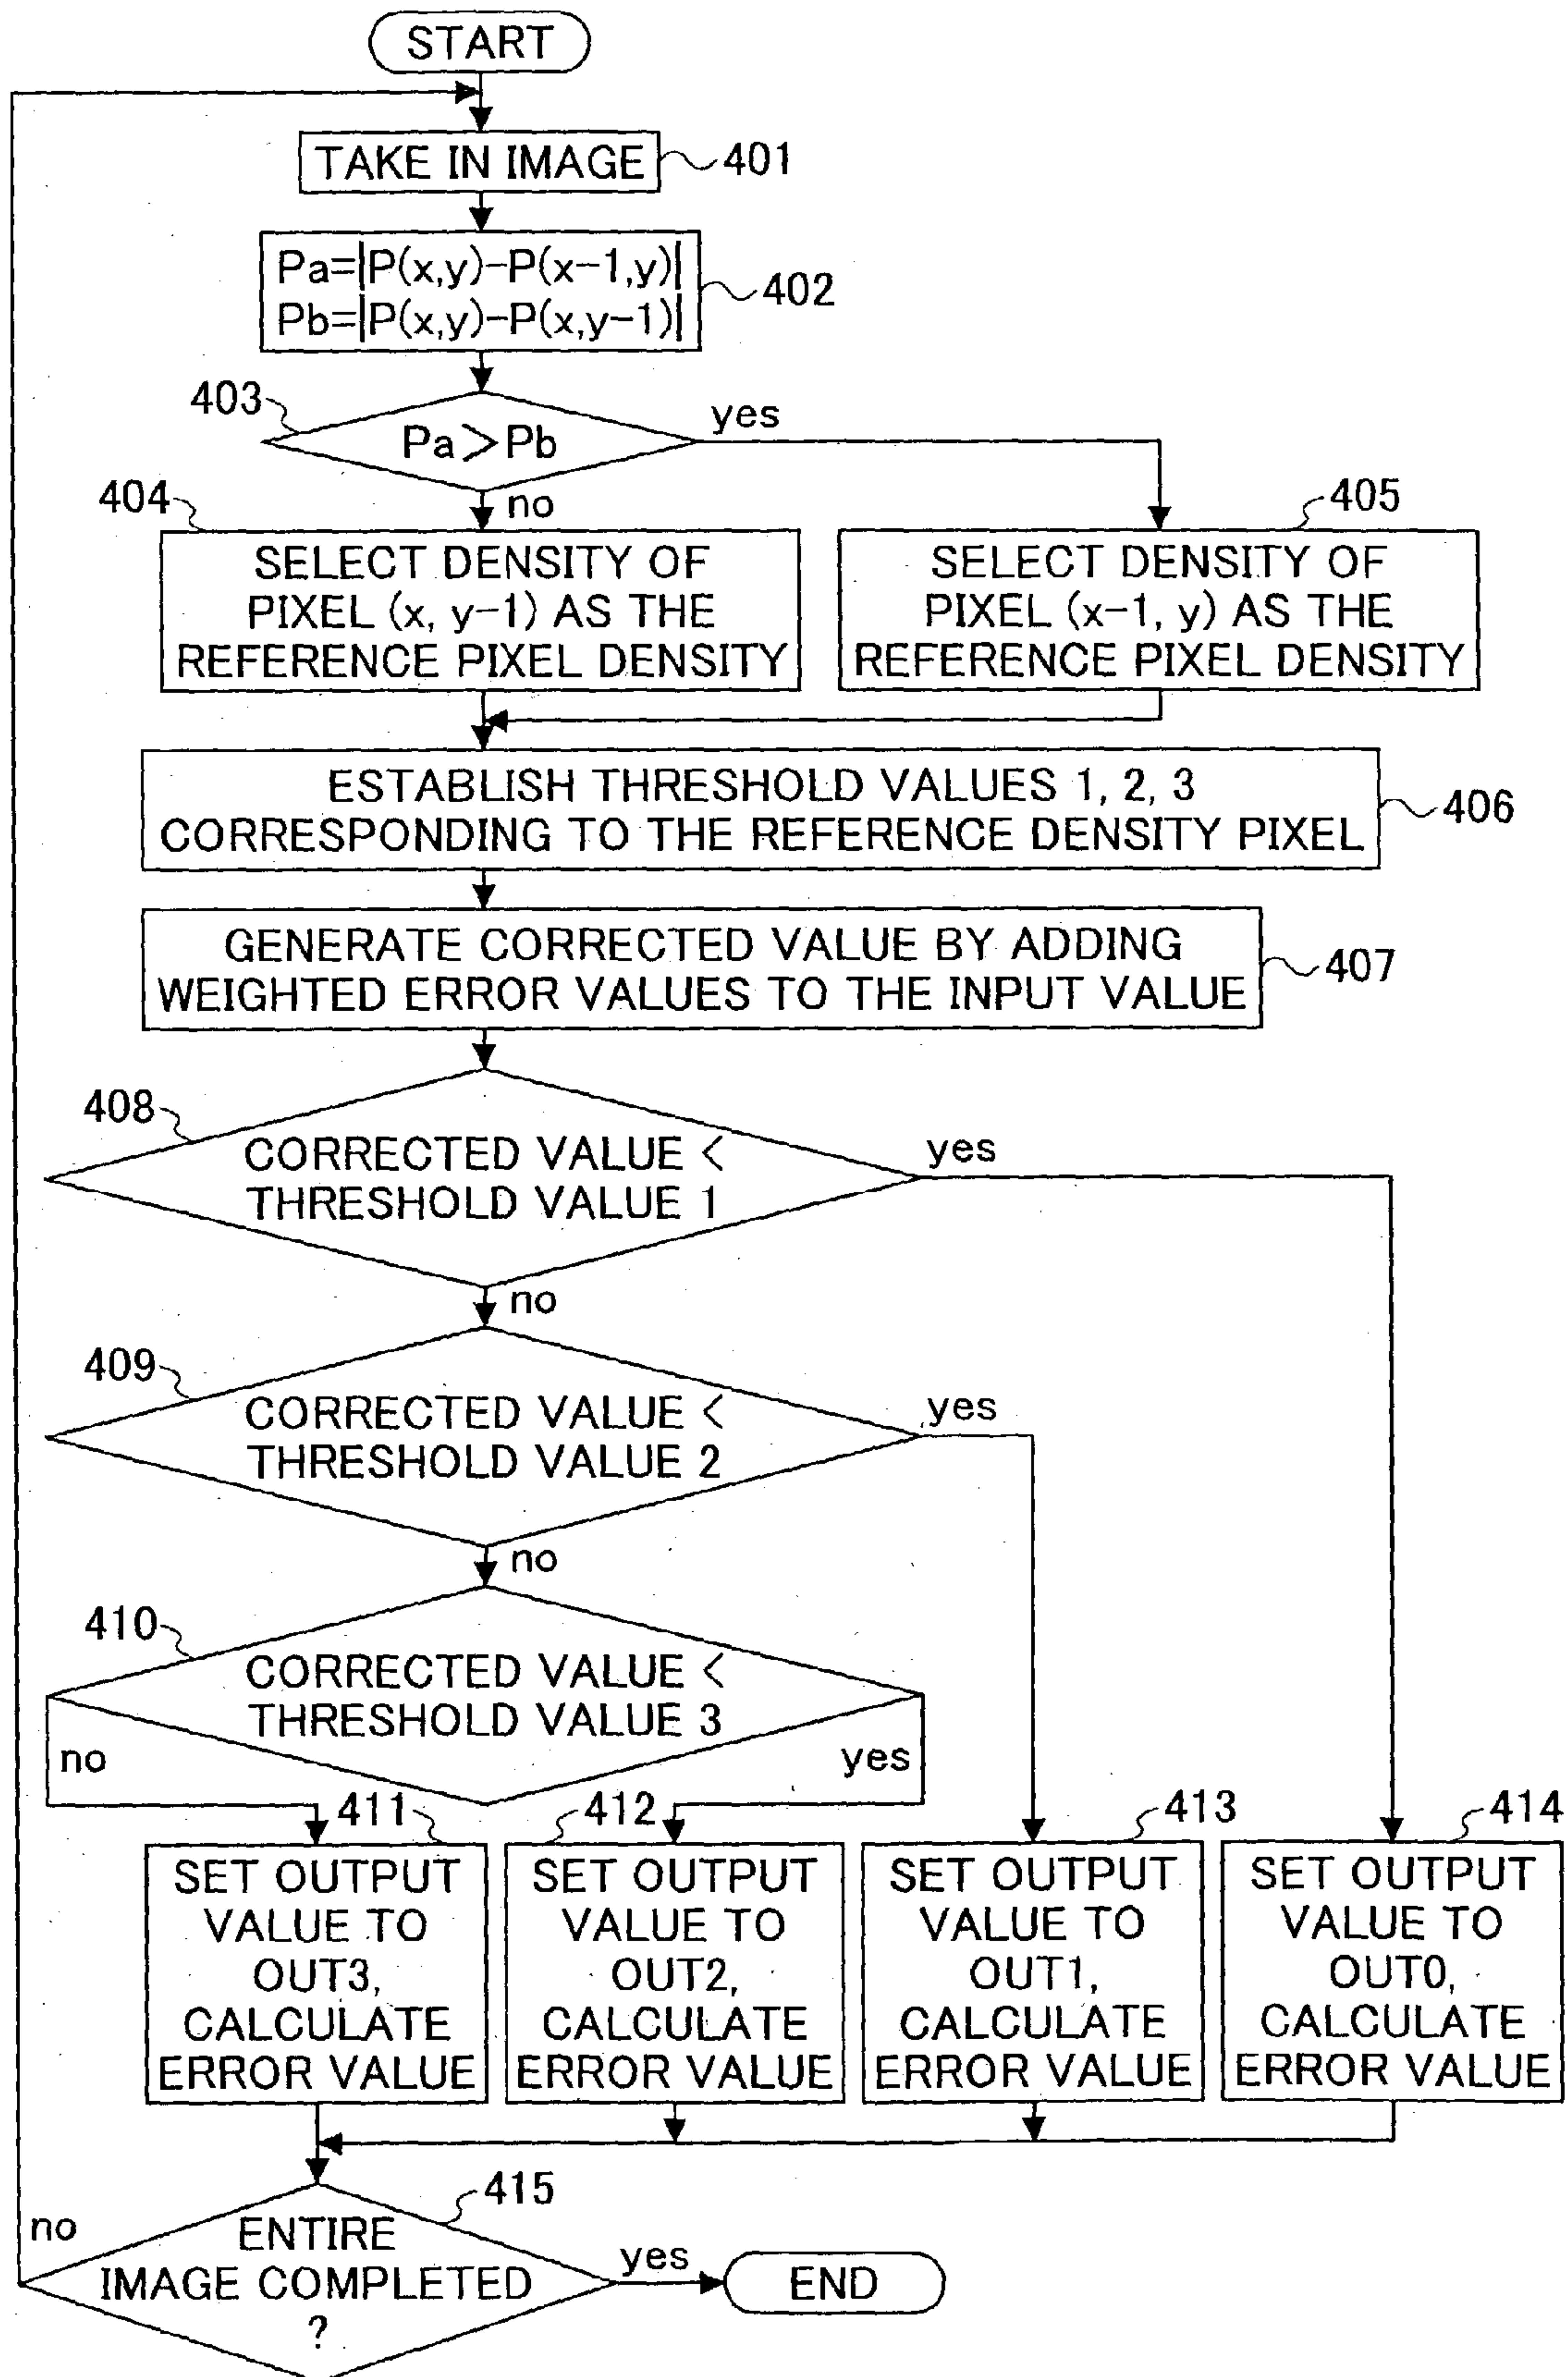 START
TAKE IN IMAGE
401
Pa=|P(x,y)-P(x-1,y)|
Pb=|P(x,y)-P(x,y-1)|
402
403
Pa>Pb
yes
no
404
SELECT DENSITY OF
PIXEL (x, y-1) AS THE
REFERENCE PIXEL DENSITY
405
SELECT DENSITY OF
PIXEL (x-1, y) AS THE
REFERENCE PIXEL DENSITY
ESTABLISH THRESHOLD VALUES 1, 2, 3
CORRESPONDING TO THE REFERENCE DENSITY PIXEL
406
GENERATE CORRECTED VALUE BY ADDING
WEIGHTED ERROR VALUES TO THE INPUT VALUE
407
408
CORRECTED VALUE <
THRESHOLD VALUE 1
yes
no
409
CORRECTED VALUE <
THRESHOLD VALUE 2
yes
no
410
CORRECTED VALUE <
THRESHOLD VALUE 3
no
yes
411
SET OUTPUT
VALUE TO
OUT3,
CALCULATE
ERROR VALUE
412
SET OUTPUT
VALUE TO
OUT2,
CALCULATE
ERROR VALUE
413
SET OUTPUT
VALUE TO
OUT1,
CALCULATE
ERROR VALUE
414
SET OUTPUT
VALUE TO
OUT0,
CALCULATE
ERROR VALUE
415
ENTIRE
IMAGE COMPLETED
?
no
yes
END